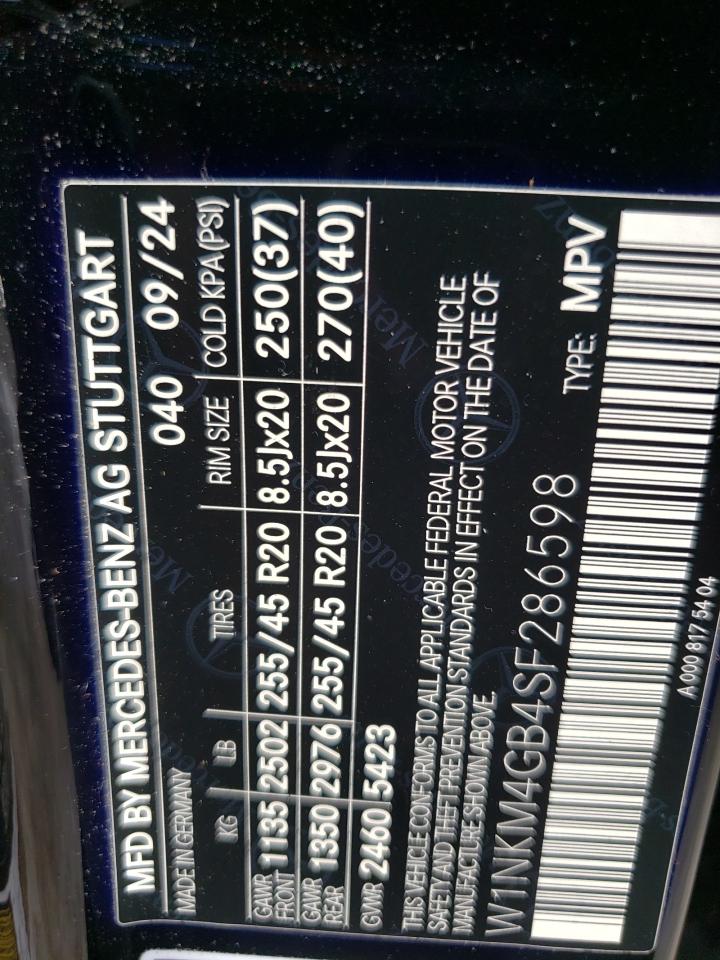 MFD BY MERCEDES-BENZ AG STUTTGART
MADE IN GERMANY 040 09/24
KG LB TIRES RIM SIZE COLD KPA(PSI)
GAWR FRONT 1135 2502 255/45 R20 8.5Jx20 250(37)
GAWR REAR 1350 2976 255/45 R20 8.5Jx20 270(40)
GWR 2460 5423
THIS VEHICLE CONFORMS TO ALL APPLICABLE FEDERAL MOTOR VEHICLE
SAFETY AND THEFT PREVENTION STANDARDS IN EFFECT ON THE DATE OF
MANUFACTURE SHOWN ABOVE.
W1NKM4GB4SF286598 TYPE: MPV
A 000 817 54 04